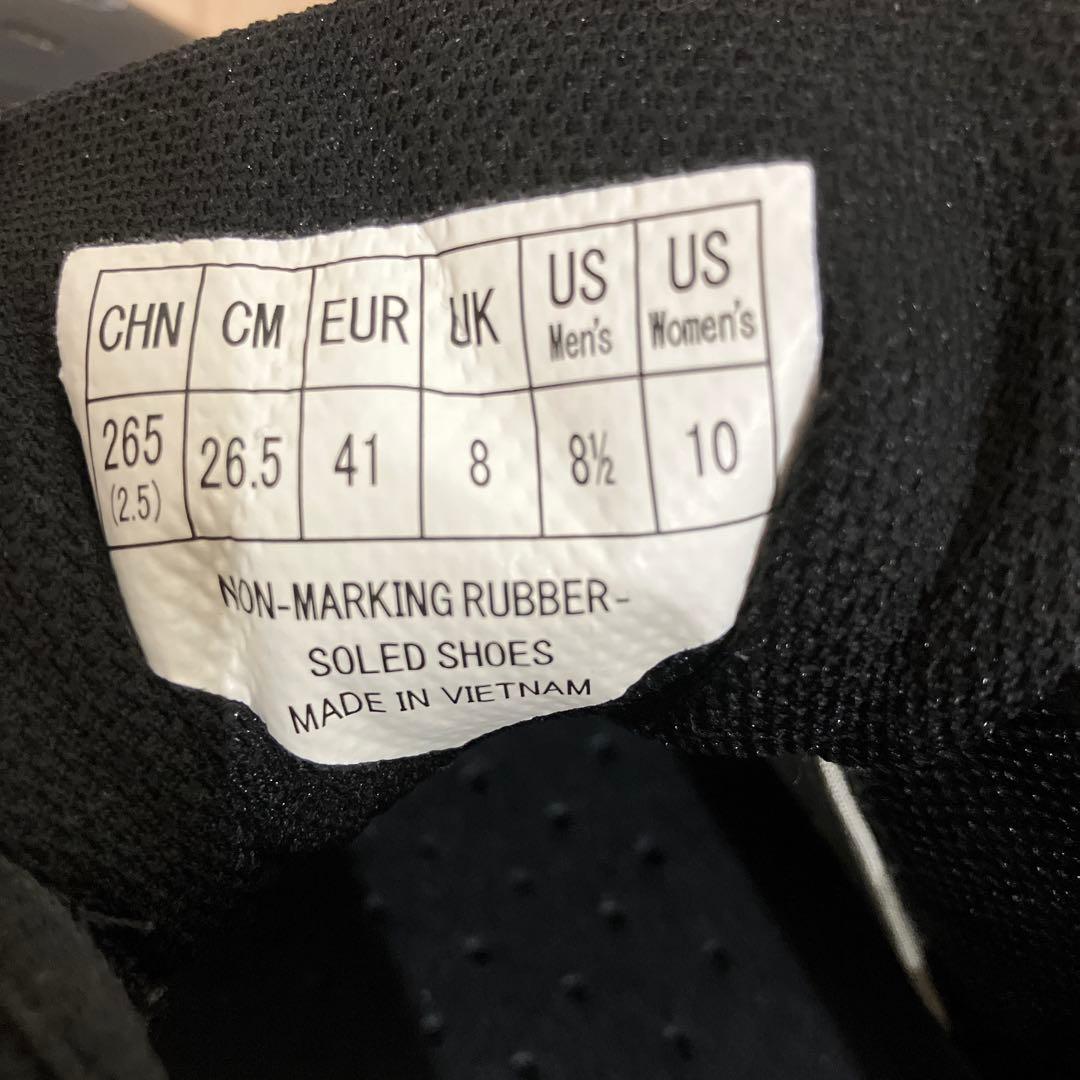 CHN CM EUR UK US Men's US Women's
265 (2.5) 26.5 41 8 8½ 10
NON-MARKING RUBBER-
SOLED SHOES
MADE IN VIETNAM